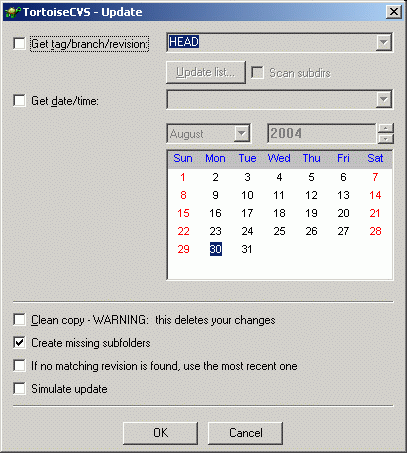 TortoiseCVS - Update
Get tag/branch/revision: HEAD
Update list... Scan subdirs
Get date/time:
August 2004
Sun Mon Tue Wed Thu Fri Sat
1 2 3 4 5 6 7
8 9 10 11 12 13 14
15 16 17 18 19 20 21
22 23 24 25 26 27 28
29 30 31
Clean copy - WARNING: this deletes your changes
Create missing subfolders
If no matching revision is found, use the most recent one
Simulate update
OK Cancel